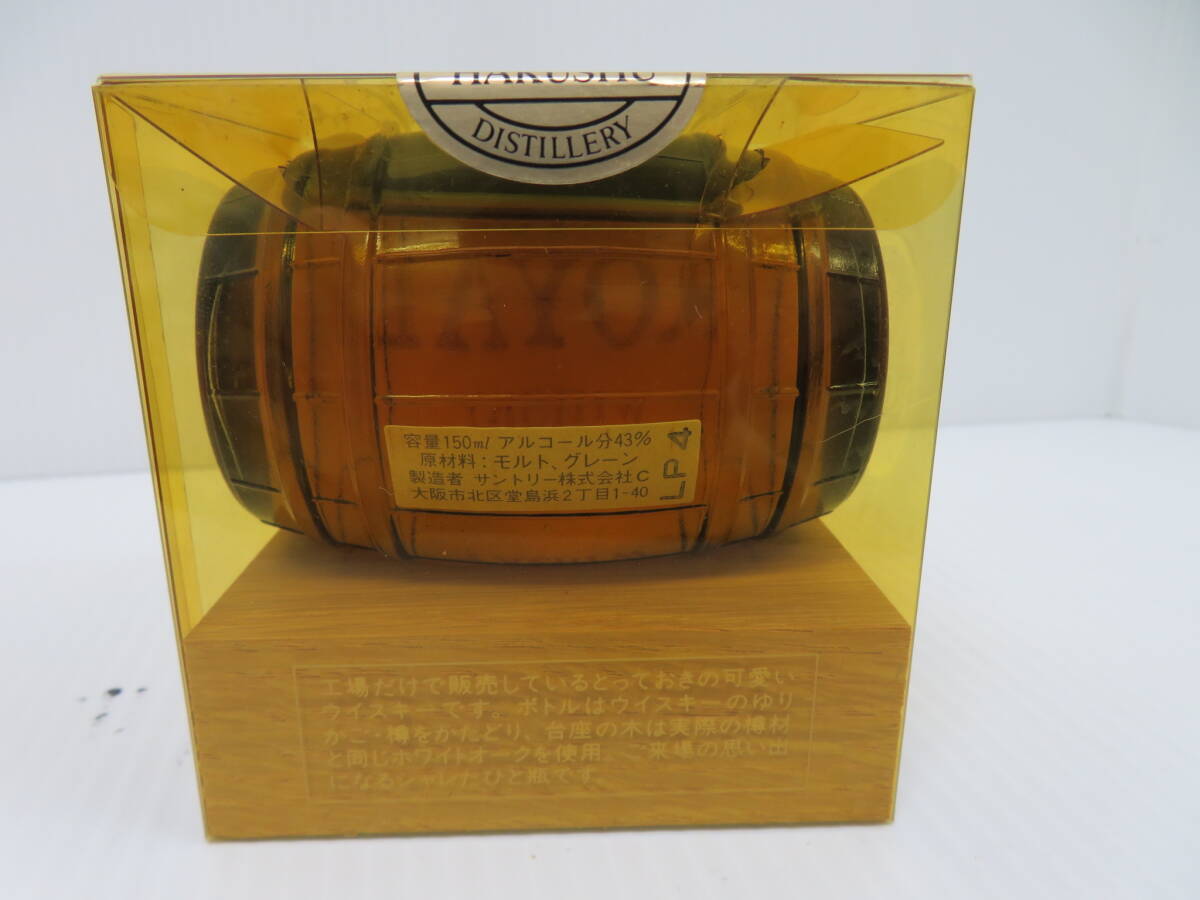 HAKUSHU
DISTILLERY
ROYAL
容量150ml アルコール分43%
原材料：モルト、グレーン
製造者 サントリー株式会社C
大阪市北区堂島浜2丁目1-40
LP4
工場だけで販売しているとっておきの可愛い
ウイスキーです。ボトルはウイスキーのゆり
かご・樽をかたどり、台座の木は実際の樽材
と同じホワイトオークを使用。ご来場の思い出
になるシャレたひと瓶です。